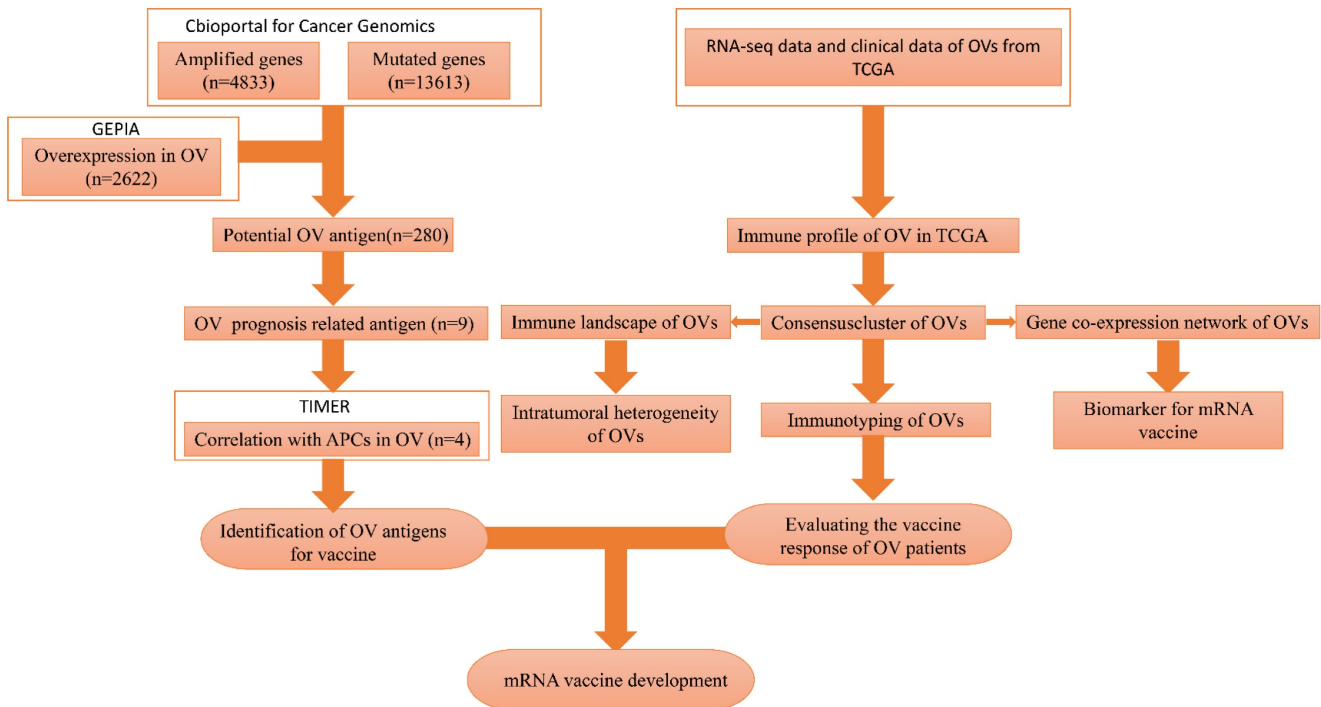 Cbioportal for Cancer Genomics
Amplified genes
(n=4833)
Mutated genes
(n=13613)
GEPIA
Overexpression in OV
(n=2622)
Potential OV antigen(n=280)
OV prognosis related antigen (n=9)
TIMER
Correlation with APCs in OV (n=4)
Identification of OV antigens
for vaccine
RNA-seq data and clinical data of OVs from
TCGA
Immune profile of OV in TCGA
Immune landscape of OVs
Consensuscluster of OVs
Gene co-expression network of OVs
Intratumoral heterogeneity
of OVs
Immunotyping of OVs
Biomarker for mRNA
vaccine
Evaluating the vaccine
response of OV patients
mRNA vaccine development